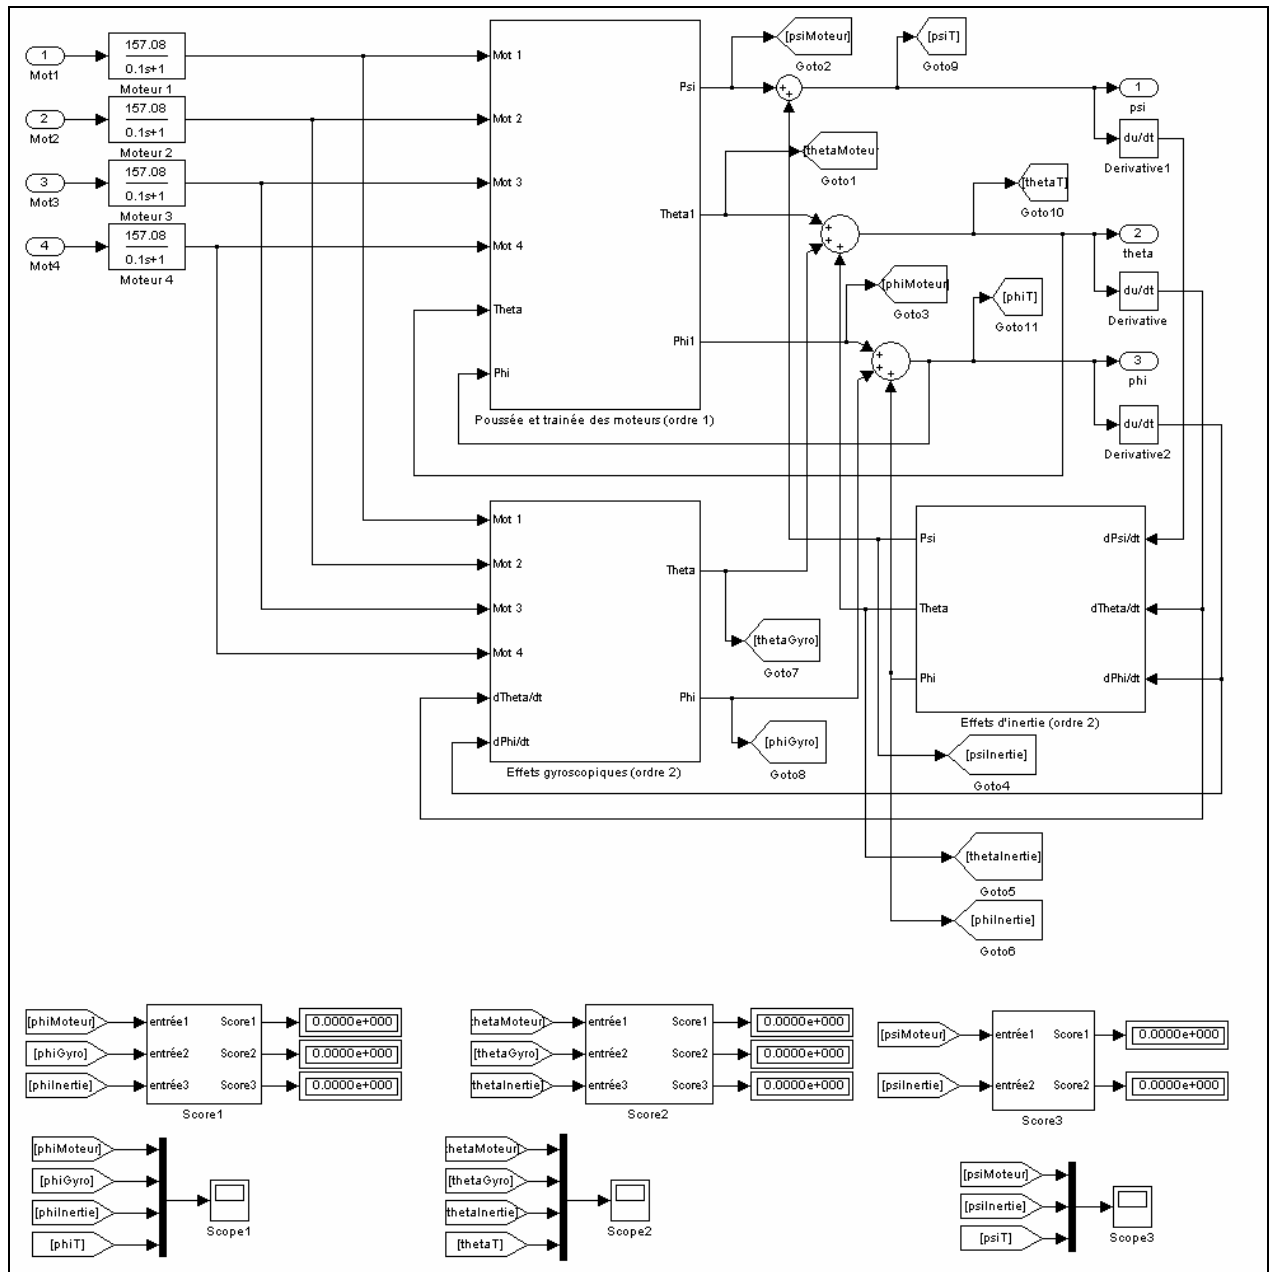 1
Mot1
157.08
0.1s+1
Moteur 1
2
Mot2
157.08
0.1s+1
Moteur 2
3
Mot3
157.08
0.1s+1
Moteur 3
4
Mot4
157.08
0.1s+1
Moteur 4
Mot 1
Mot 2
Mot 3
Mot 4
Theta
Phi
Psi
Theta1
Phi1
Poussée et trainée des moteurs (ordre 1)
[psiMoteur]
Goto2
[psiT]
Goto9
+
+
1
psi
du/dt
Derivative1
[thetaMoteur
Goto1
[thetaT]
Goto10
+
+
+
2
theta
du/dt
Derivative
[phiMoteur]
Goto3
[phiT]
Goto11
+
+
+
3
phi
du/dt
Derivative2
Mot 1
Mot 2
Mot 3
Mot 4
dTheta/dt
dPhi/dt
Theta
Phi
Effets gyroscopiques (ordre 2)
[thetaGyro]
Goto7
[phiGyro]
Goto8
Psi
Theta
Phi
dPsi/dt
dTheta/dt
dPhi/dt
Effets d'inertie (ordre 2)
[psiInertie]
Goto4
[thetaInertie]
Goto5
[phiInertie]
Goto6
[phiMoteur]
[phiGyro]
[phiInertie]
entrée1
entrée2
entrée3
Score1
Score2
Score3
0.0000e+000
0.0000e+000
0.0000e+000
Score1
thetaMoteur]
[thetaGyro]
thetaInertie]
entrée1
entrée2
entrée3
Score1
Score2
Score3
0.0000e+000
0.0000e+000
0.0000e+000
Score2
[psiMoteur]
[psiInertie]
entrée1
entrée2
Score1
Score2
0.0000e+000
0.0000e+000
Score3
[phiMoteur]
[phiGyro]
[phiInertie]
[phiT]
Scope1
thetaMoteur]
[thetaGyro]
thetaInertie]
[thetaT]
Scope2
[psiMoteur]
[psiInertie]
[psiT]
Scope3